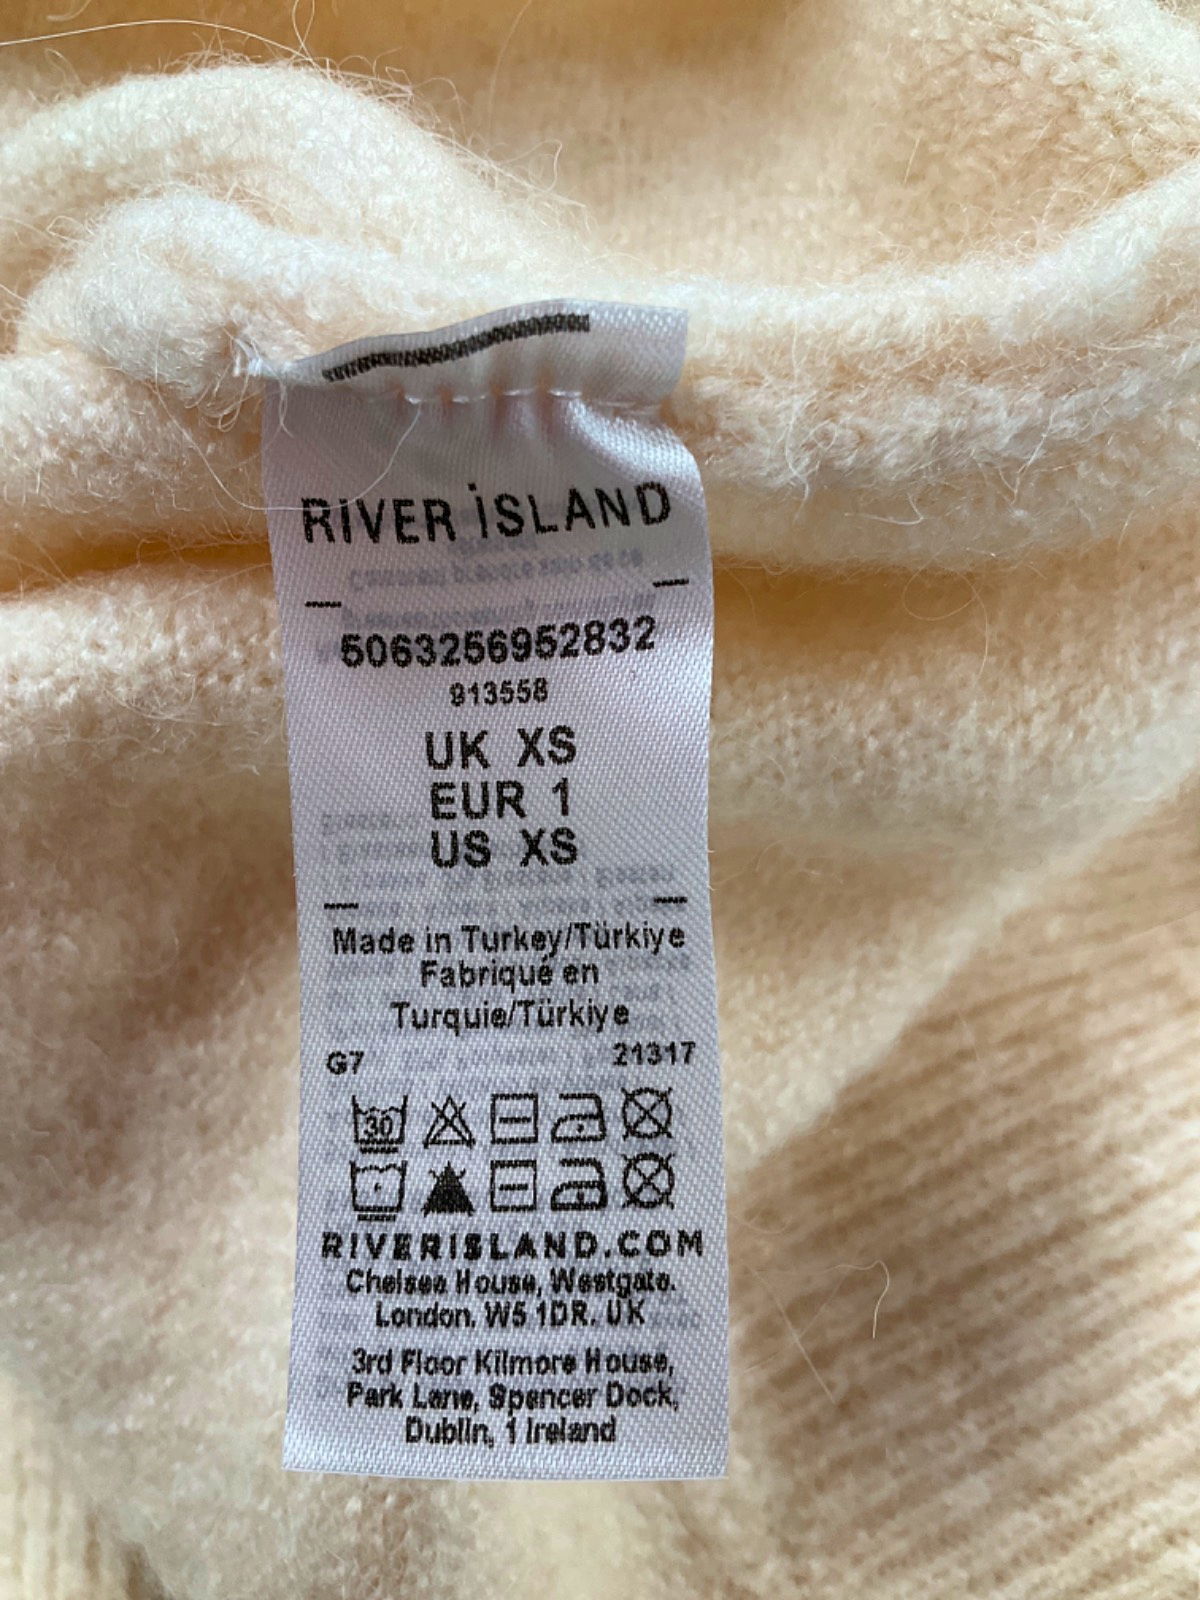 RIVER ISLAND
5063256952832
913558
UK XS
EUR 1
US XS
Made in Turkey/Türkiye
Fabriqué en
Turquie/Türkiye
G7 21317
30
RIVERISLAND.COM
Chelsea House, Westgate.
London, W5 1DR. UK
3rd Floor Kilmore House,
Park Lane, Spencer Dock,
Dublin, 1 Ireland